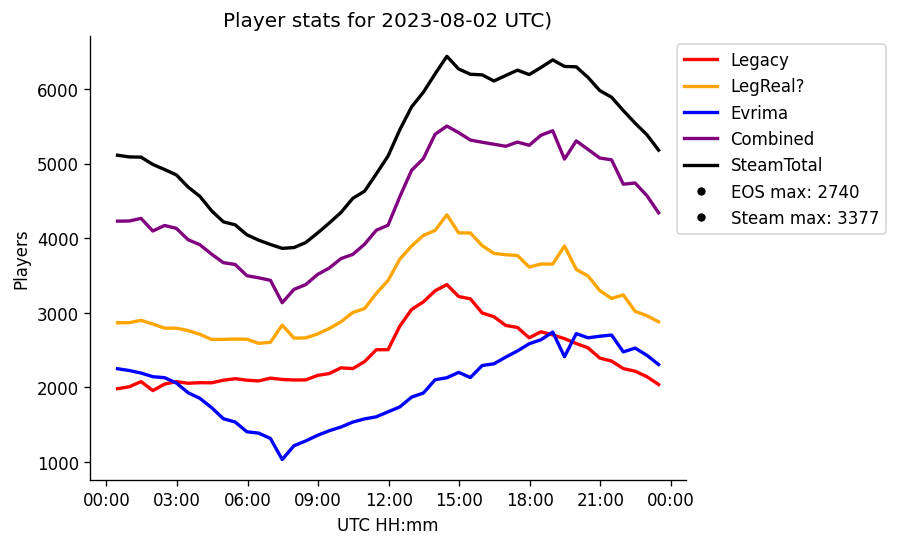 Player stats for 2023-08-02 UTC)
Legacy
LegReal?
Evrima
Combined
SteamTotal
EOS max: 2740
Steam max: 3377
Players
6000
5000
4000
3000
2000
1000
00:00 03:00 06:00 09:00 12:00 15:00 18:00 21:00 00:00
UTC HH:mm